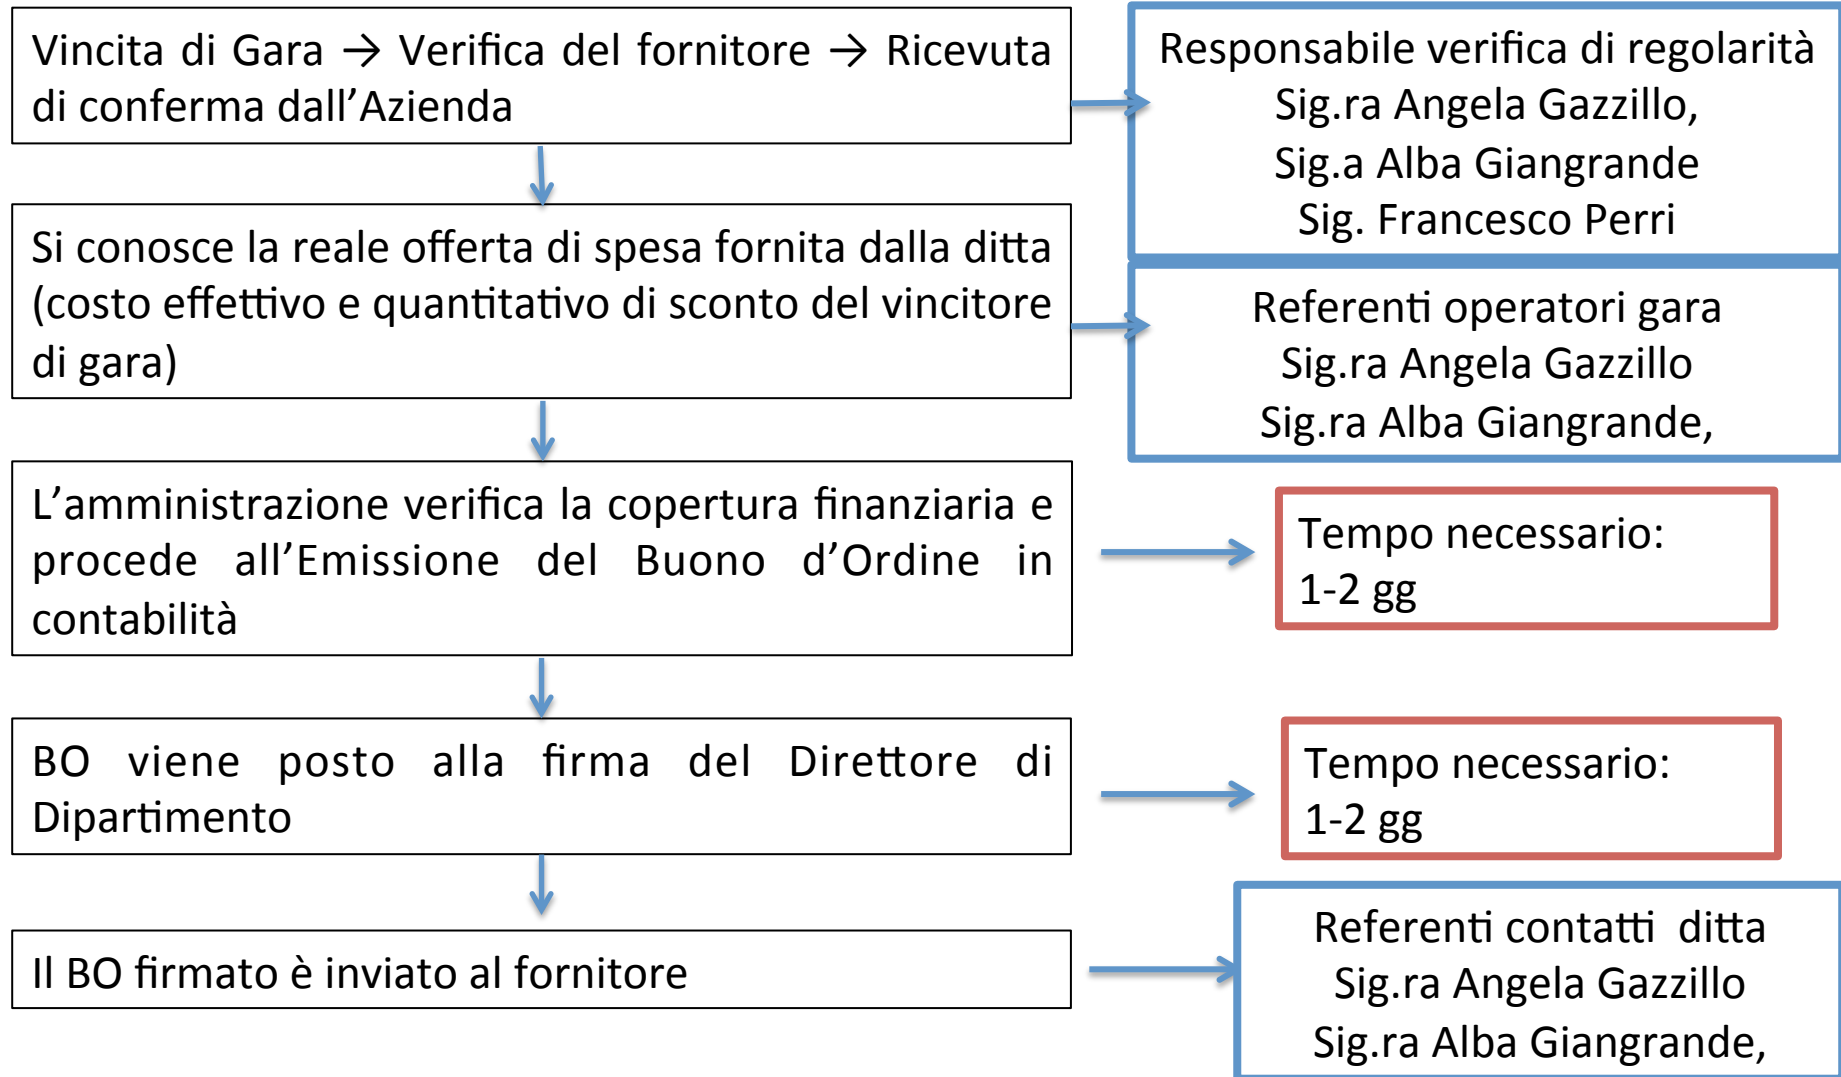 Vincita di Gara → Verifica del fornitore → Ricevuta
di conferma dall’Azienda
Responsabile verifica di regolarità
Sig.ra Angela Gazzillo,
Sig.a Alba Giangrande
Sig. Francesco Perri
Si conosce la reale offerta di spesa fornita dalla ditta
(costo effettivo e quantitativo di sconto del vincitore
di gara)
Referenti operatori gara
Sig.ra Angela Gazzillo
Sig.ra Alba Giangrande,
L’amministrazione verifica la copertura finanziaria e
procede all’Emissione del Buono d’Ordine in
contabilità
Tempo necessario:
1-2 gg
BO viene posto alla firma del Direttore di
Dipartimento
Tempo necessario:
1-2 gg
Il BO firmato è inviato al fornitore
Referenti contatti ditta
Sig.ra Angela Gazzillo
Sig.ra Alba Giangrande,